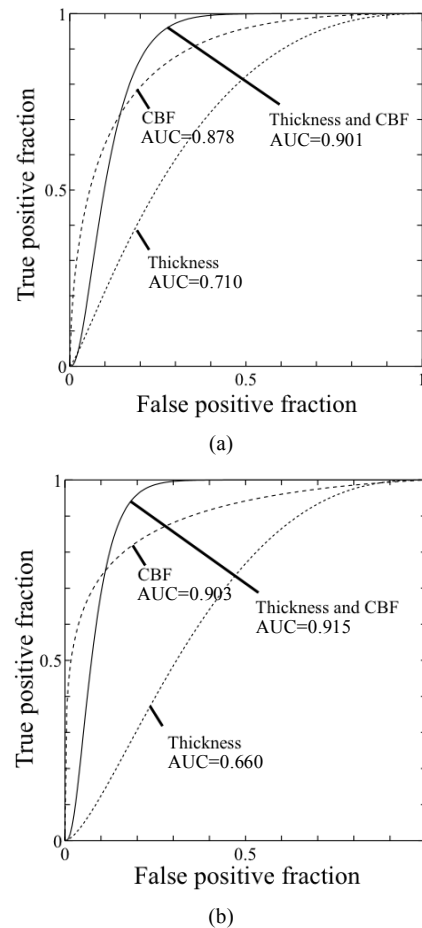 1
CBF
AUC=0.878
Thickness and CBF
AUC=0.901
0.5
Thickness
AUC=0.710
True positive fraction
0
0
0.5
1
False positive fraction
(a)
1
CBF
AUC=0.903
Thickness and CBF
AUC=0.915
0.5
Thickness
AUC=0.660
True positive fraction
0
0
0.5
False positive fraction
(b)